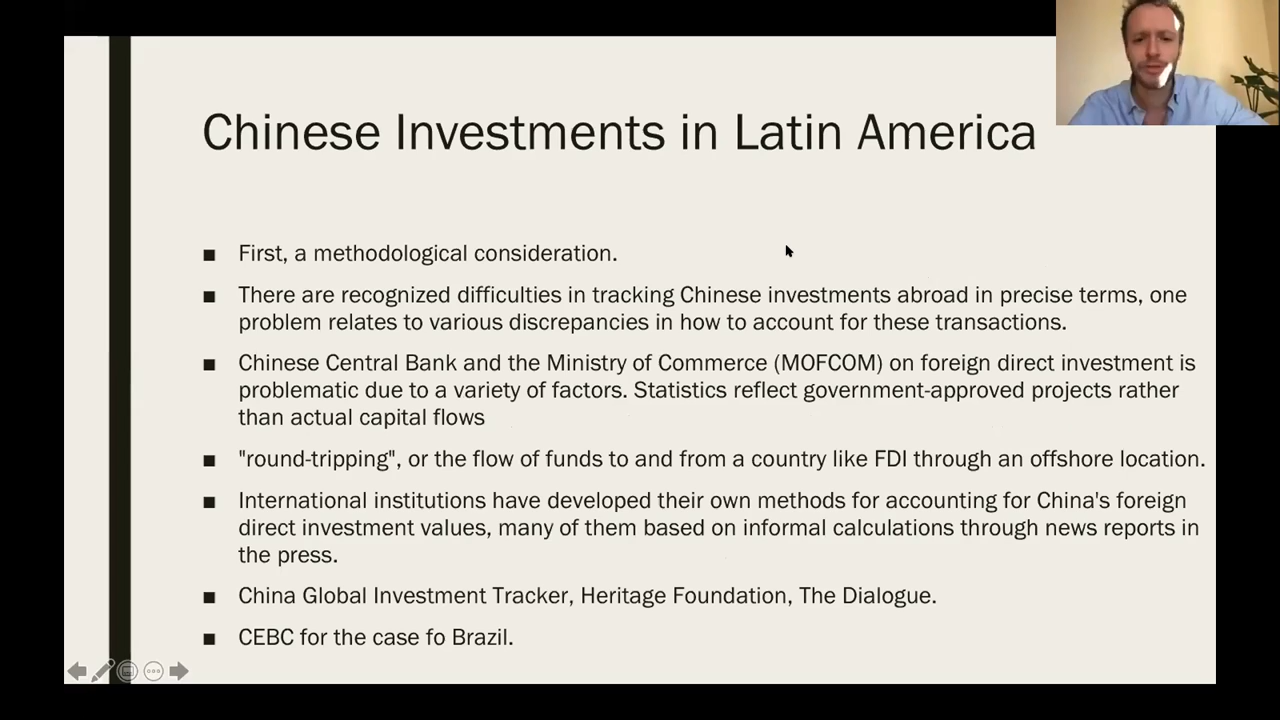 Chinese Investments in Latin America
First, a methodological consideration.
There are recognized difficulties in tracking Chinese investments abroad in precise terms, one
problem relates to various discrepancies in how to account for these transactions.
Chinese Central Bank and the Ministry of Commerce (MOFCOM) on foreign direct investment is
problematic due to a variety of factors. Statistics reflect government-approved projects rather
than actual capital flows
"round-tripping", or the flow of funds to and from a country like FDI through an offshore location.
International institutions have developed their own methods for accounting for China's foreign
direct investment values, many of them based on informal calculations through news reports in
the press.
China Global Investment Tracker, Heritage Foundation, The Dialogue.
CEBC for the case fo Brazil.